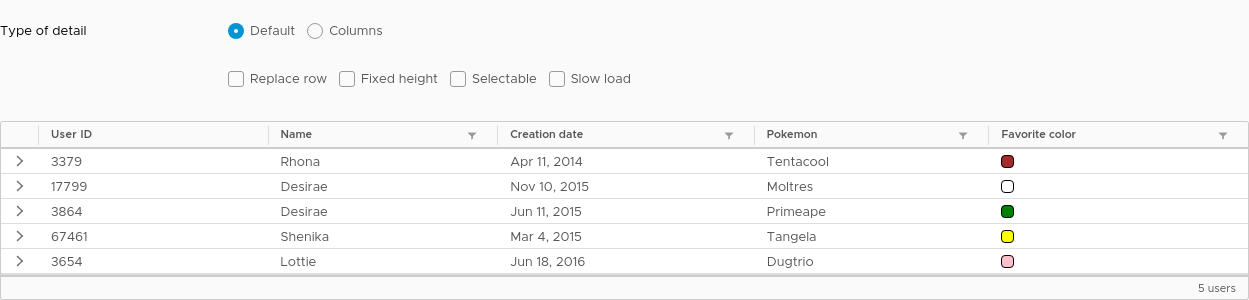 Type of detail Default Columns
Replace row Fixed height Selectable Slow load
User ID Name Creation date Pokemon Favorite color
3379 Rhona Apr 11, 2014 Tentacool
17799 Desirae Nov 10, 2015 Moltres
3864 Desirae Jun 11, 2015 Primeape
67461 Shenika Mar 4, 2015 Tangela
3654 Lottie Jun 18, 2016 Dugtrio
5 users